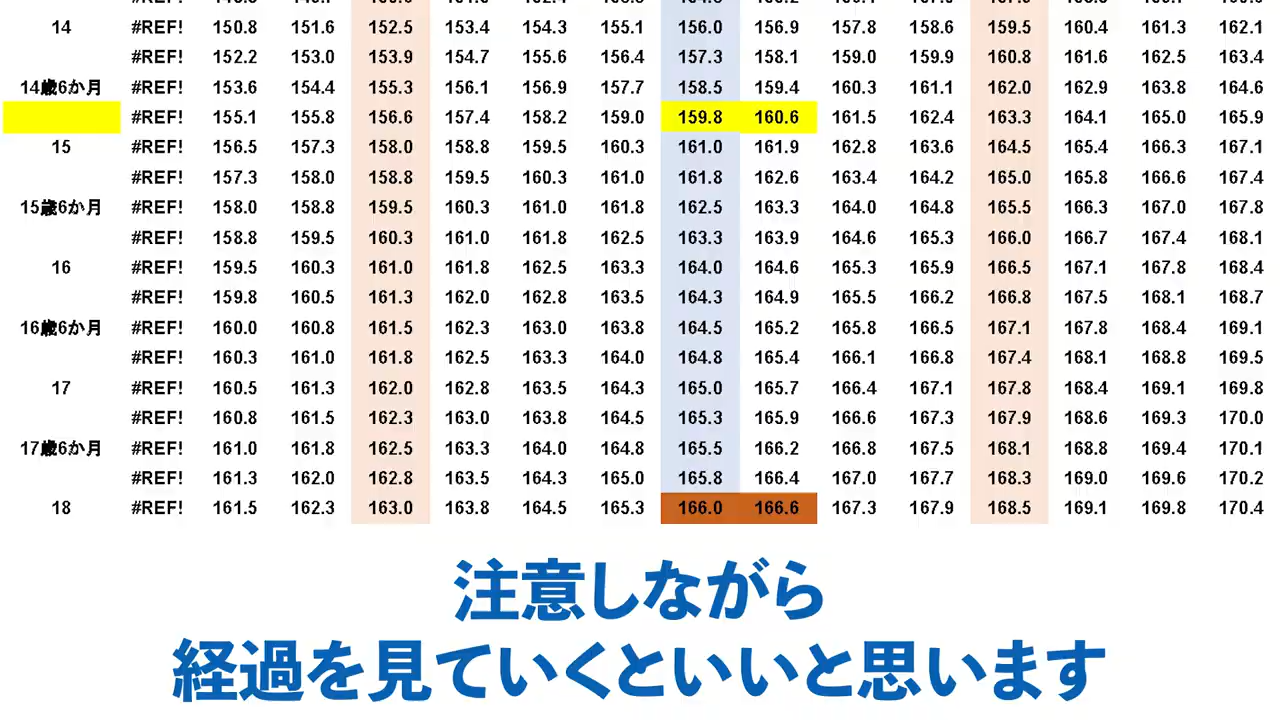 14 #REF! 150.8 151.6 152.5 153.4 154.3 155.1 156.0 156.9 157.8 158.6 159.5 160.4 161.3 162.1
#REF! 152.2 153.0 153.9 154.7 155.6 156.4 157.3 158.1 159.0 159.9 160.8 161.6 162.5 163.4
14歳6か月 #REF! 153.6 154.4 155.3 156.1 156.9 157.7 158.5 159.4 160.3 161.1 162.0 162.9 163.8 164.6
#REF! 155.1 155.8 156.6 157.4 158.2 159.0 159.8 160.6 161.5 162.4 163.3 164.1 165.0 165.9
15 #REF! 156.5 157.3 158.0 158.8 159.5 160.3 161.0 161.9 162.8 163.6 164.5 165.4 166.3 167.1
#REF! 157.3 158.0 158.8 159.5 160.3 161.0 161.8 162.6 163.4 164.2 165.0 165.8 166.6 167.4
15歳6か月 #REF! 158.0 158.8 159.5 160.3 161.0 161.8 162.5 163.3 164.0 164.8 165.5 166.3 167.0 167.8
#REF! 158.8 159.5 160.3 161.0 161.8 162.5 163.3 163.9 164.6 165.3 166.0 166.7 167.4 168.1
16 #REF! 159.5 160.3 161.0 161.8 162.5 163.3 164.0 164.6 165.3 165.9 166.5 167.1 167.8 168.4
#REF! 159.8 160.5 161.3 162.0 162.8 163.5 164.3 164.9 165.5 166.2 166.8 167.5 168.1 168.7
16歳6か月 #REF! 160.0 160.8 161.5 162.3 163.0 163.8 164.5 165.2 165.8 166.5 167.1 167.8 168.4 169.1
#REF! 160.3 161.0 161.8 162.5 163.3 164.0 164.8 165.4 166.1 166.8 167.4 168.1 168.8 169.5
17 #REF! 160.5 161.3 162.0 162.8 163.5 164.3 165.0 165.7 166.4 167.1 167.8 168.4 169.1 169.8
#REF! 160.8 161.5 162.3 163.0 163.8 164.5 165.3 165.9 166.6 167.3 167.9 168.6 169.3 170.0
17歳6か月 #REF! 161.0 161.8 162.5 163.3 164.0 164.8 165.5 166.2 166.8 167.5 168.1 168.8 169.4 170.1
#REF! 161.3 162.0 162.8 163.5 164.3 165.0 165.8 166.4 167.0 167.7 168.3 169.0 169.6 170.2
18 #REF! 161.5 162.3 163.0 163.8 164.5 165.3 166.0 166.6 167.3 167.9 168.5 169.1 169.8 170.4
注意しながら
経過を見ていくといいと思います